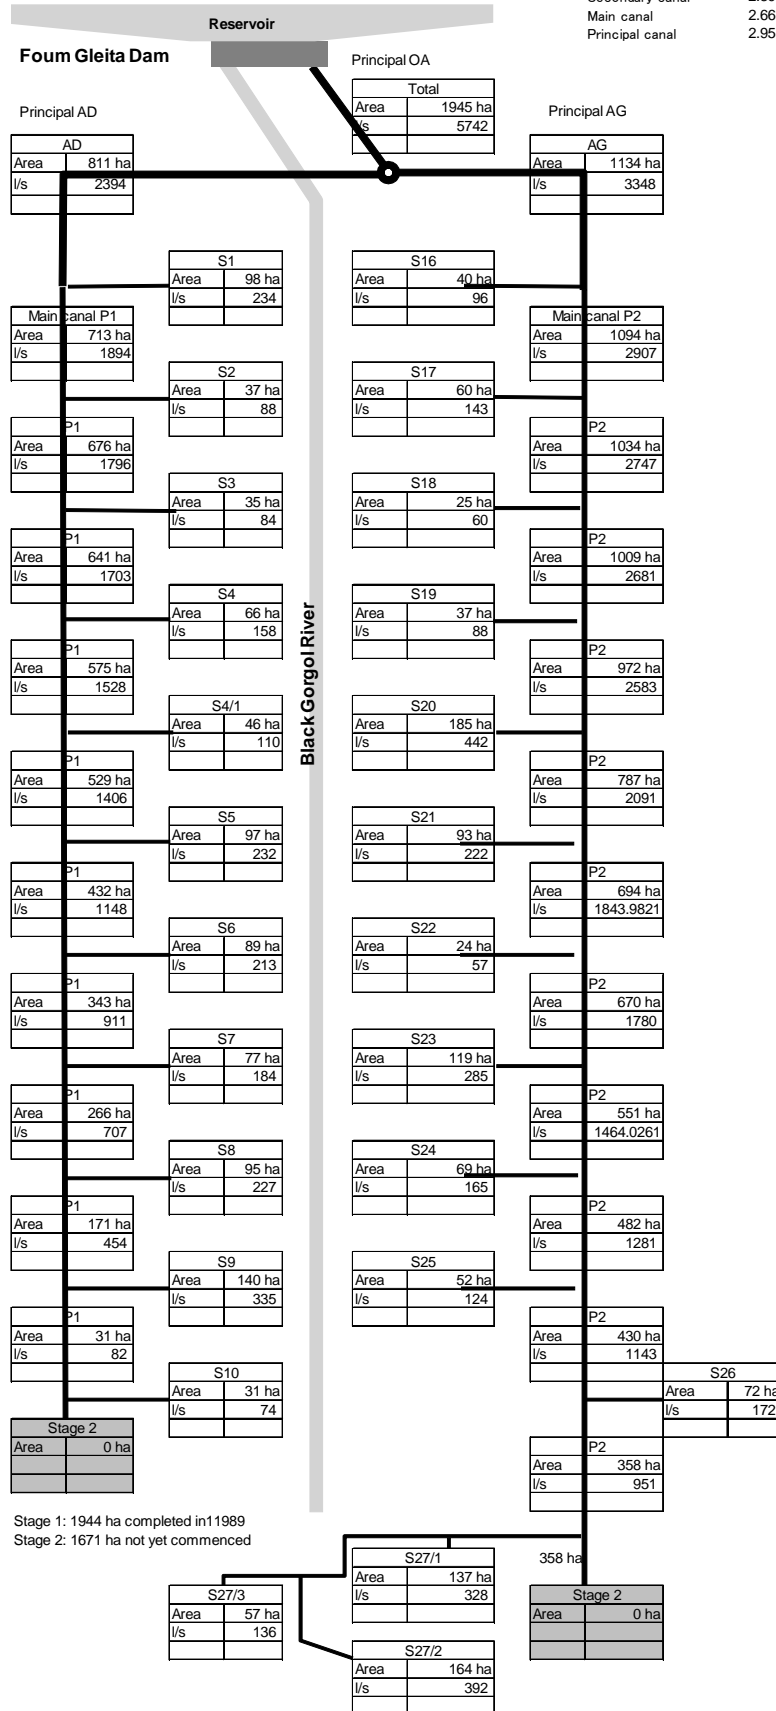 Main canal 2.66
Principal canal 2.95
Reservoir
Foum Gleita Dam
Principal OA
Total
Area 1945 ha
l/s 5742
Principal AD
Principal AG
AD
Area 811 ha
l/s 2394
AG
Area 1134 ha
l/s 3348
S1
Area 98 ha
l/s 234
S16
Area 40 ha
l/s 96
Main canal P1
Area 713 ha
l/s 1894
Main canal P2
Area 1094 ha
l/s 2907
S2
Area 37 ha
l/s 88
S17
Area 60 ha
l/s 143
P1
Area 676 ha
l/s 1796
P2
Area 1034 ha
l/s 2747
S3
Area 35 ha
l/s 84
S18
Area 25 ha
l/s 60
P1
Area 641 ha
l/s 1703
P2
Area 1009 ha
l/s 2681
S4
Area 66 ha
l/s 158
S19
Area 37 ha
l/s 88
Black Gorgol River
P1
Area 575 ha
l/s 1528
P2
Area 972 ha
l/s 2583
S4/1
Area 46 ha
l/s 110
S20
Area 185 ha
l/s 442
P1
Area 529 ha
l/s 1406
P2
Area 787 ha
l/s 2091
S5
Area 97 ha
l/s 232
S21
Area 93 ha
l/s 222
P1
Area 432 ha
l/s 1148
P2
Area 694 ha
l/s 1843.9821
S6
Area 89 ha
l/s 213
S22
Area 24 ha
l/s 57
P1
Area 343 ha
l/s 911
P2
Area 670 ha
l/s 1780
S7
Area 77 ha
l/s 184
S23
Area 119 ha
l/s 285
P1
Area 266 ha
l/s 707
P2
Area 551 ha
l/s 1464.0261
S8
Area 95 ha
l/s 227
S24
Area 69 ha
l/s 165
P1
Area 171 ha
l/s 454
P2
Area 482 ha
l/s 1281
S9
Area 140 ha
l/s 335
S25
Area 52 ha
l/s 124
P1
Area 31 ha
l/s 82
P2
Area 430 ha
l/s 1143
S10
Area 31 ha
l/s 74
S26
Area 72 ha
l/s 172
Stage 2
Area 0 ha
P2
Area 358 ha
l/s 951
Stage 1: 1944 ha completed in11989
Stage 2: 1671 ha not yet commenced
S27/1
Area 137 ha
l/s 328
358 ha
S27/3
Area 57 ha
l/s 136
Stage 2
Area 0 ha
S27/2
Area 164 ha
l/s 392